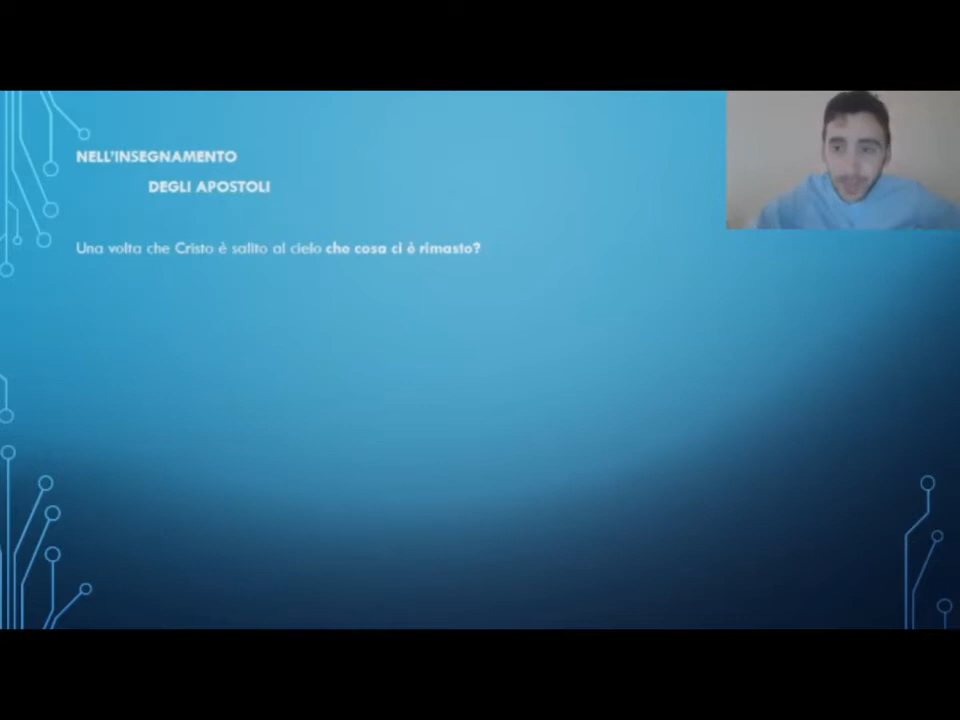 NELL'INSEGNAMENTO
DEGLI APOSTOLI
Una volta che Cristo è salito al cielo che cosa ci è rimasto?